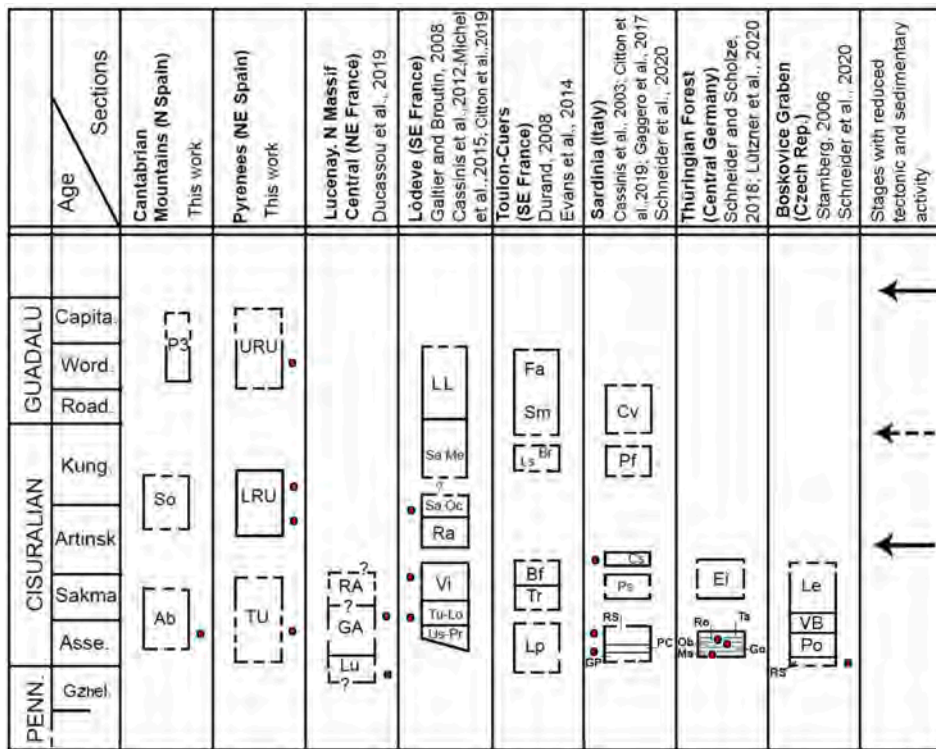 Sections
Age
Cantabrian
Mountains (N Spain)
This work
Pyrenees (NE Spain)
This work
Lucenay. N Massif
Central (NE France)
Ducassou et al., 2019
Lodève (SE France)
Galtier and Broutin, 2008
Cassinis et al.,2012,Michel
et al.,2015; Citton et al.,2019
Toulon-Cuers
(SE France)
Durand, 2008
Evans et al., 2014
Sardinia (Italy)
Cassinis et al., 2003; Citton et
al.,2019; Gaggero et al., 2017
Schneider et al., 2020
Thuringian Forest
(Central Germany)
Schneider and Scholze,
2018; Lützner et al., 2020
Boskovice Graben
(Czech Rep.)
Stamberg, 2006
Schneider et al., 2020
Stages with reduced
tectonic and sedimentary
activity
GUADALU
Capita.
Word.
Road.
CISURALIAN
Kung.
Artinsk
Sakma
Asse.
PENN.
Gzhel.
P3
So
Ab
URU
LRU
TU
?
RA
?
GA
Lu
?
LL
Sa Me
?
Sa Oc
Ra
Vi
Tu-Lo
Us-Pr
Fa
Sm
Ls Br
Bf
Tr
Lp
Cv
Pf
Cs
Ps
RS
PC
GP
Ei
Ro
Ta
Ob
Ma
Go
Le
VB
Po
RS